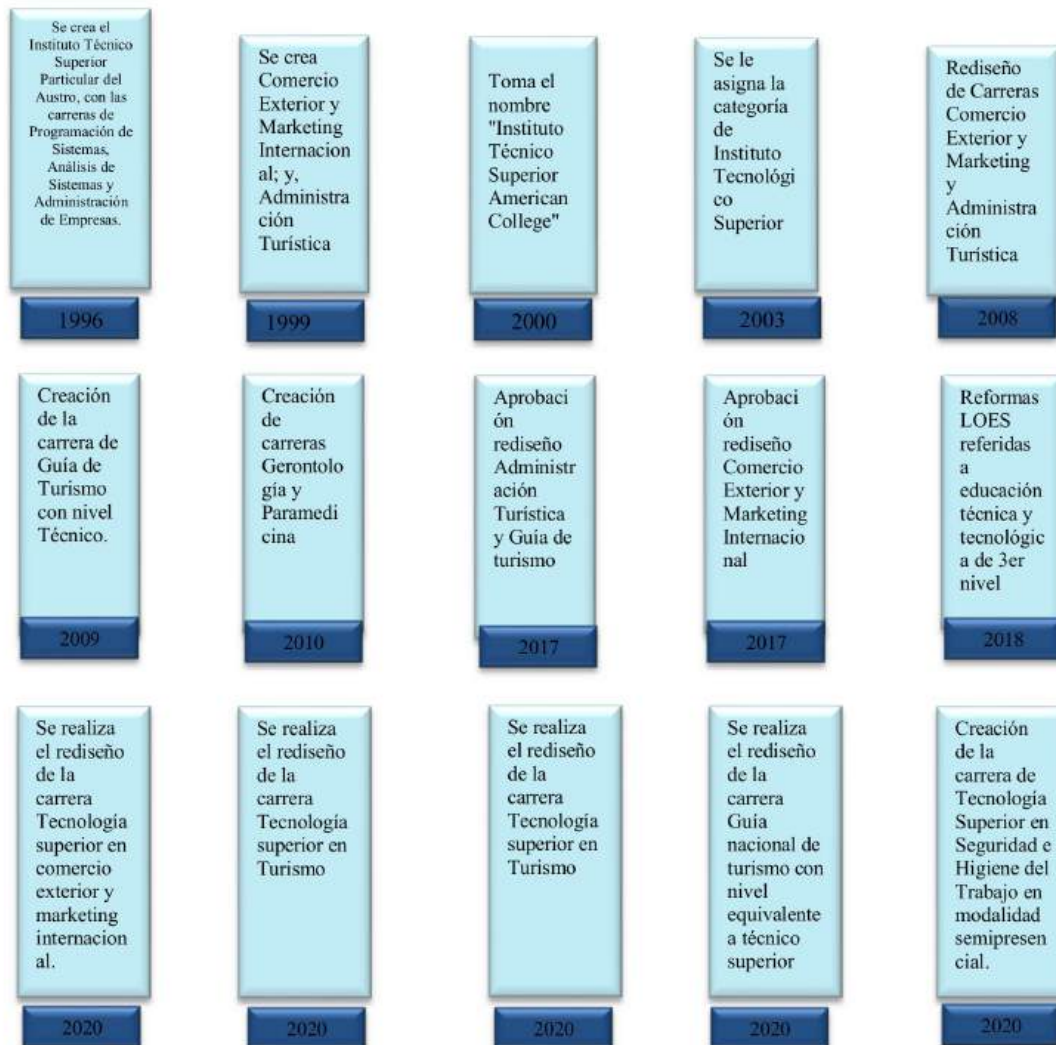 Se crea el
Instituto Técnico
Superior
Particular del
Austro, con las
carreras de
Programación de
Sistemas,
Análisis de
Sistemas y
Administración
de Empresas.
1996
Se crea
Comercio
Exterior y
Marketing
Internacion
al; y,
Administra
ción
Turística
1999
Toma el
nombre
"Instituto
Técnico
Superior
American
College"
2000
Se le
asigna la
categoría
de
Instituto
Tecnológi
co
Superior
2003
Rediseño
de Carreras
Comercio
Exterior y
Marketing
y
Administra
ción
Turística
2008
Creación
de la
carrera de
Guía de
Turismo
con nivel
Técnico.
2009
Creación
de
carreras
Gerontolo
gía y
Paramedi
cina
2010
Aprobaci
ón
rediseño
Administr
ación
Turística
y Guía de
turismo
2017
Aprobaci
ón
rediseño
Comercio
Exterior y
Marketing
Internacio
nal
2017
Reformas
LOES
referidas
a
educación
técnica y
tecnológic
a de 3er
nivel
2018
Se realiza
el rediseño
de la
carrera
Tecnología
superior en
comercio
exterior y
marketing
internacion
al.
2020
Se realiza
el rediseño
de la
carrera
Tecnología
superior en
Turismo
2020
Se realiza
el rediseño
de la
carrera
Tecnología
superior en
Turismo
2020
Se realiza
el rediseño
de la
carrera
Guía
nacional de
turismo con
nivel
equivalente
a técnico
superior
2020
Creación
de la
carrera de
Tecnología
Superior en
Seguridad e
Higiene del
Trabajo en
modalidad
semipresen
cial.
2020